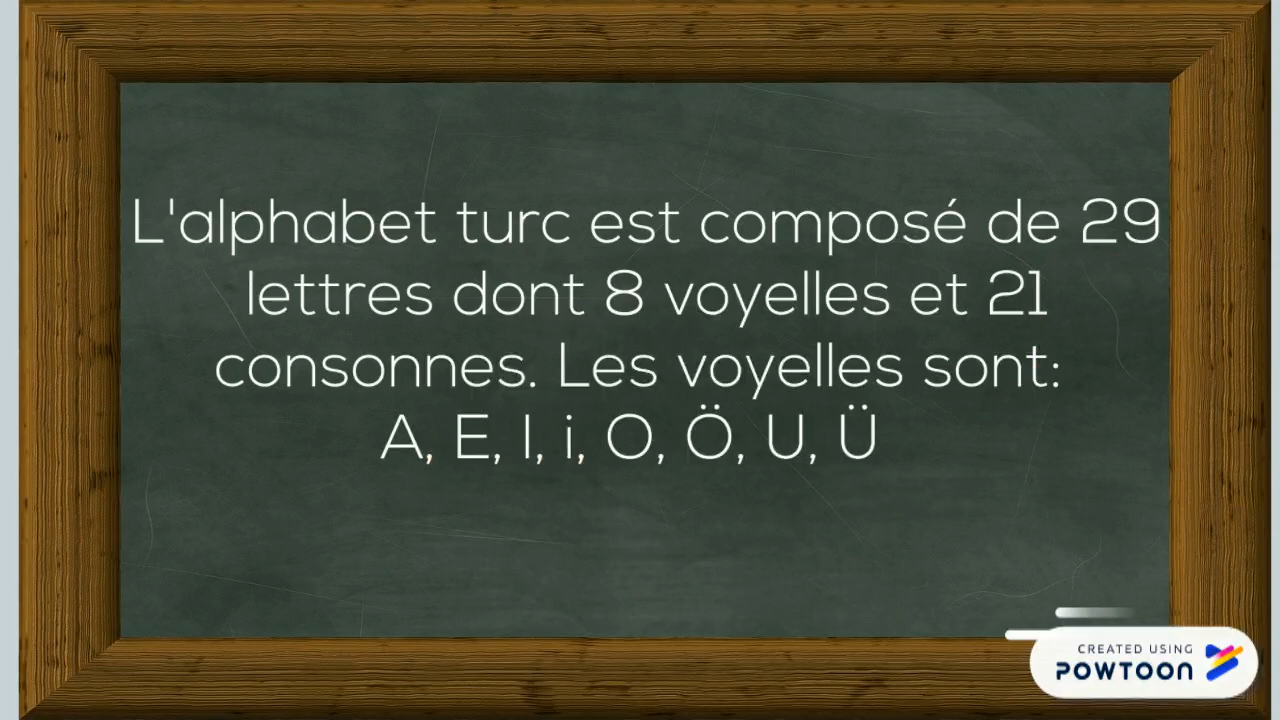 L'alphabet turc est composé de 29
lettres dont 8 voyelles et 21
consonnes. Les voyelles sont:
A, E, I, i, O, Ö, U, Ü
CREATED USING
POWTOON